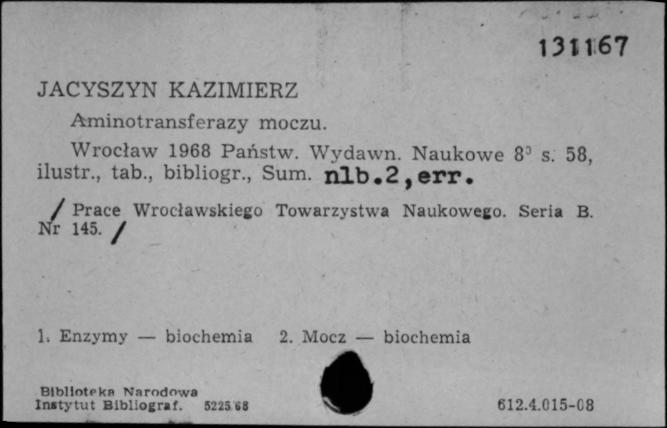 131167
JACYSZYN KAZIMIERZ
Aminotransferazy moczu.
Wrocław 1968 Państw. Wydawn. Naukowe 8° s. 58,
ilustr., tab., bibliogr., Sum. nlb.2,err.
/ Prace Wrocławskiego Towarzystwa Naukowego. Seria B.
Nr 145. /
1. Enzymy — biochemia 2. Mocz — biochemia
Biblioteka Narodowa
Instytut Bibliograf. 5225/68 612.4.015-08